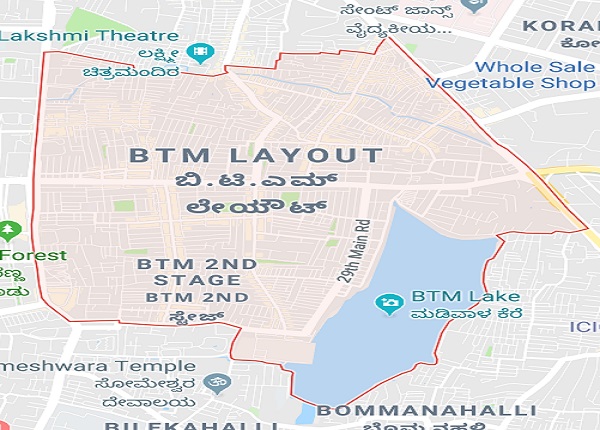 ಸೇಂಟ್ ಜಾನ್ಸ್
ವೈದ್ಯಕೀಯ...
KORA
ಕೋ
Lakshmi Theatre
ಲಕ್ಷ್ಮೀ
ಚಿತ್ರಮಂದಿರ
Whole Sale
Vegetable Shop
BTM LAYOUT
ಬಿ.ಟಿ.ಎಮ್
ಲೇಯೌಟ್
29th Main Rd
Forest
ಣ್ಣ
ಾಡು
BTM 2ND
STAGE
BTM 2ND
ಸ್ಟೇಜ್
BTM Lake
ಮಡಿವಾಳ ಕೆರೆ
ICI
meshwara Temple
ಸೋಮೇಶ್ವರ
ದೇವಾಲಯ
BOMMANAHALLI
BILEKAHALLI